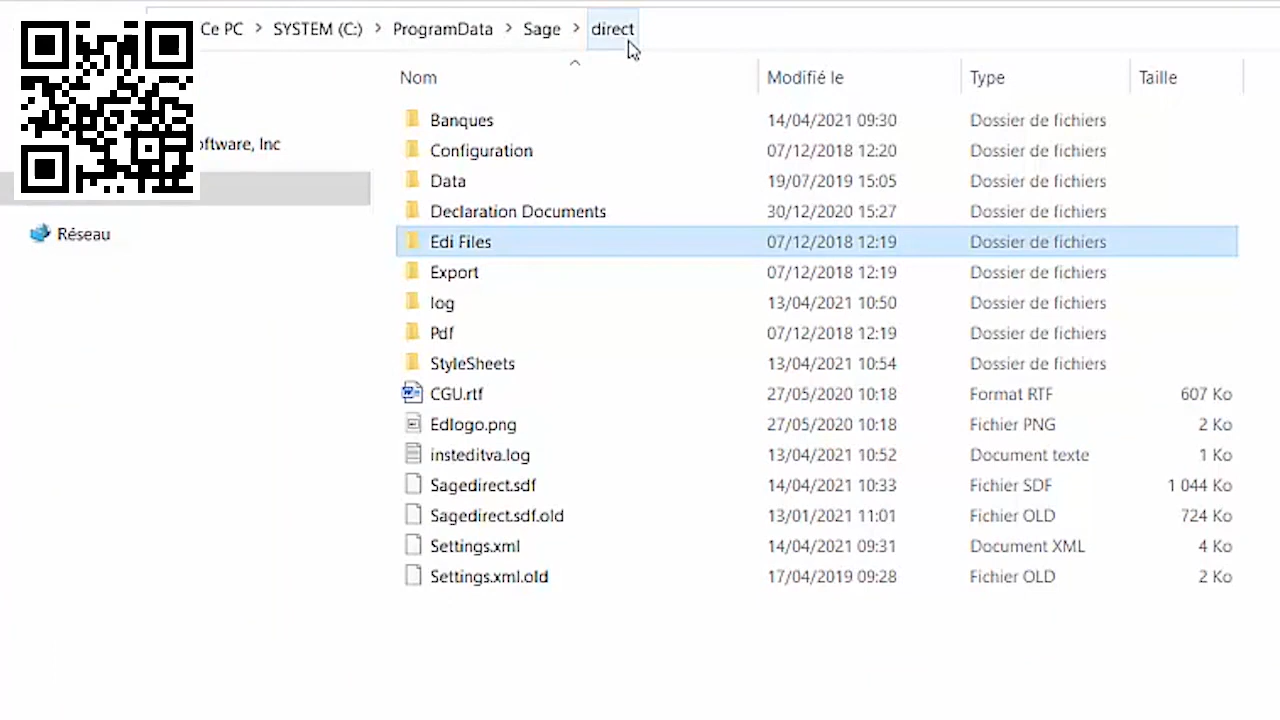 Ce PC > SYSTEM (C:) > ProgramData > Sage > direct
Nom Modifié le Type Taille
oftware, Inc
Réseau
Banques 14/04/2021 09:30 Dossier de fichiers
Configuration 07/12/2018 12:20 Dossier de fichiers
Data 19/07/2019 15:05 Dossier de fichiers
Declaration Documents 30/12/2020 15:27 Dossier de fichiers
Edi Files 07/12/2018 12:19 Dossier de fichiers
Export 07/12/2018 12:19 Dossier de fichiers
log 13/04/2021 10:50 Dossier de fichiers
Pdf 07/12/2018 12:19 Dossier de fichiers
StyleSheets 13/04/2021 10:54 Dossier de fichiers
CGU.rtf 27/05/2020 10:18 Format RTF 607 Ko
Edlogo.png 27/05/2020 10:18 Fichier PNG 2 Ko
insteditva.log 13/04/2021 10:52 Document texte 1 Ko
Sagedirect.sdf 14/04/2021 10:33 Fichier SDF 1 044 Ko
Sagedirect.sdf.old 13/01/2021 11:01 Fichier OLD 724 Ko
Settings.xml 14/04/2021 09:31 Document XML 4 Ko
Settings.xml.old 17/04/2019 09:28 Fichier OLD 2 Ko